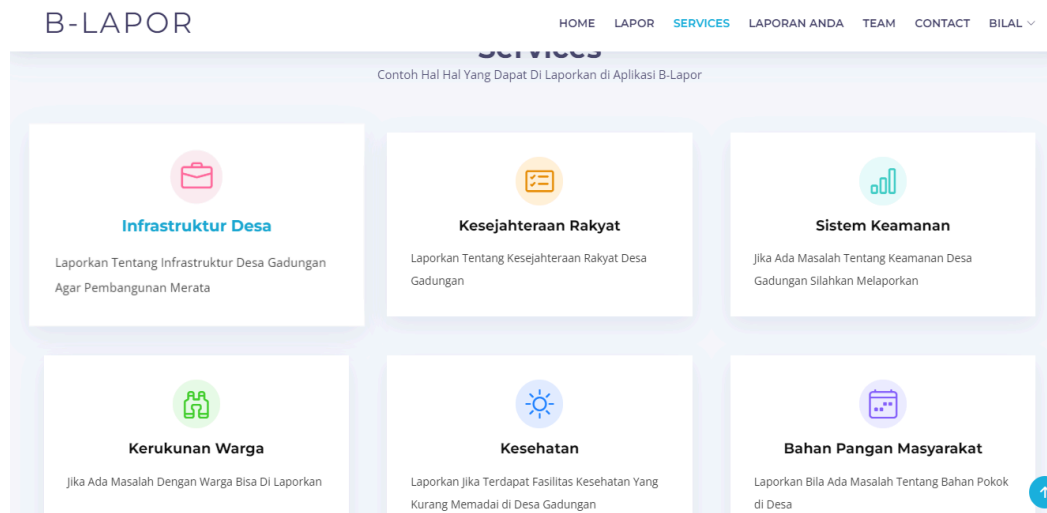 B-LAPOR
HOME LAPOR SERVICES LAPORAN ANDA TEAM CONTACT BILAL
Services
Contoh Hal Hal Yang Dapat Di Laporkan di Aplikasi B-Lapor
Infrastruktur Desa
Laporkan Tentang Infrastruktur Desa Gadungan
Agar Pembangunan Merata
Kesejahteraan Rakyat
Laporkan Tentang Kesejahteraan Rakyat Desa
Gadungan
Sistem Keamanan
Jika Ada Masalah Tentang Keamanan Desa
Gadungan Silahkan Melaporkan
Kerukunan Warga
Jika Ada Masalah Dengan Warga Bisa Di Laporkan
Kesehatan
Laporkan Jika Terdapat Fasilitas Kesehatan Yang
Kurang Memadai di Desa Gadungan
Bahan Pangan Masyarakat
Laporkan Bila Ada Masalah Tentang Bahan Pokok
di Desa